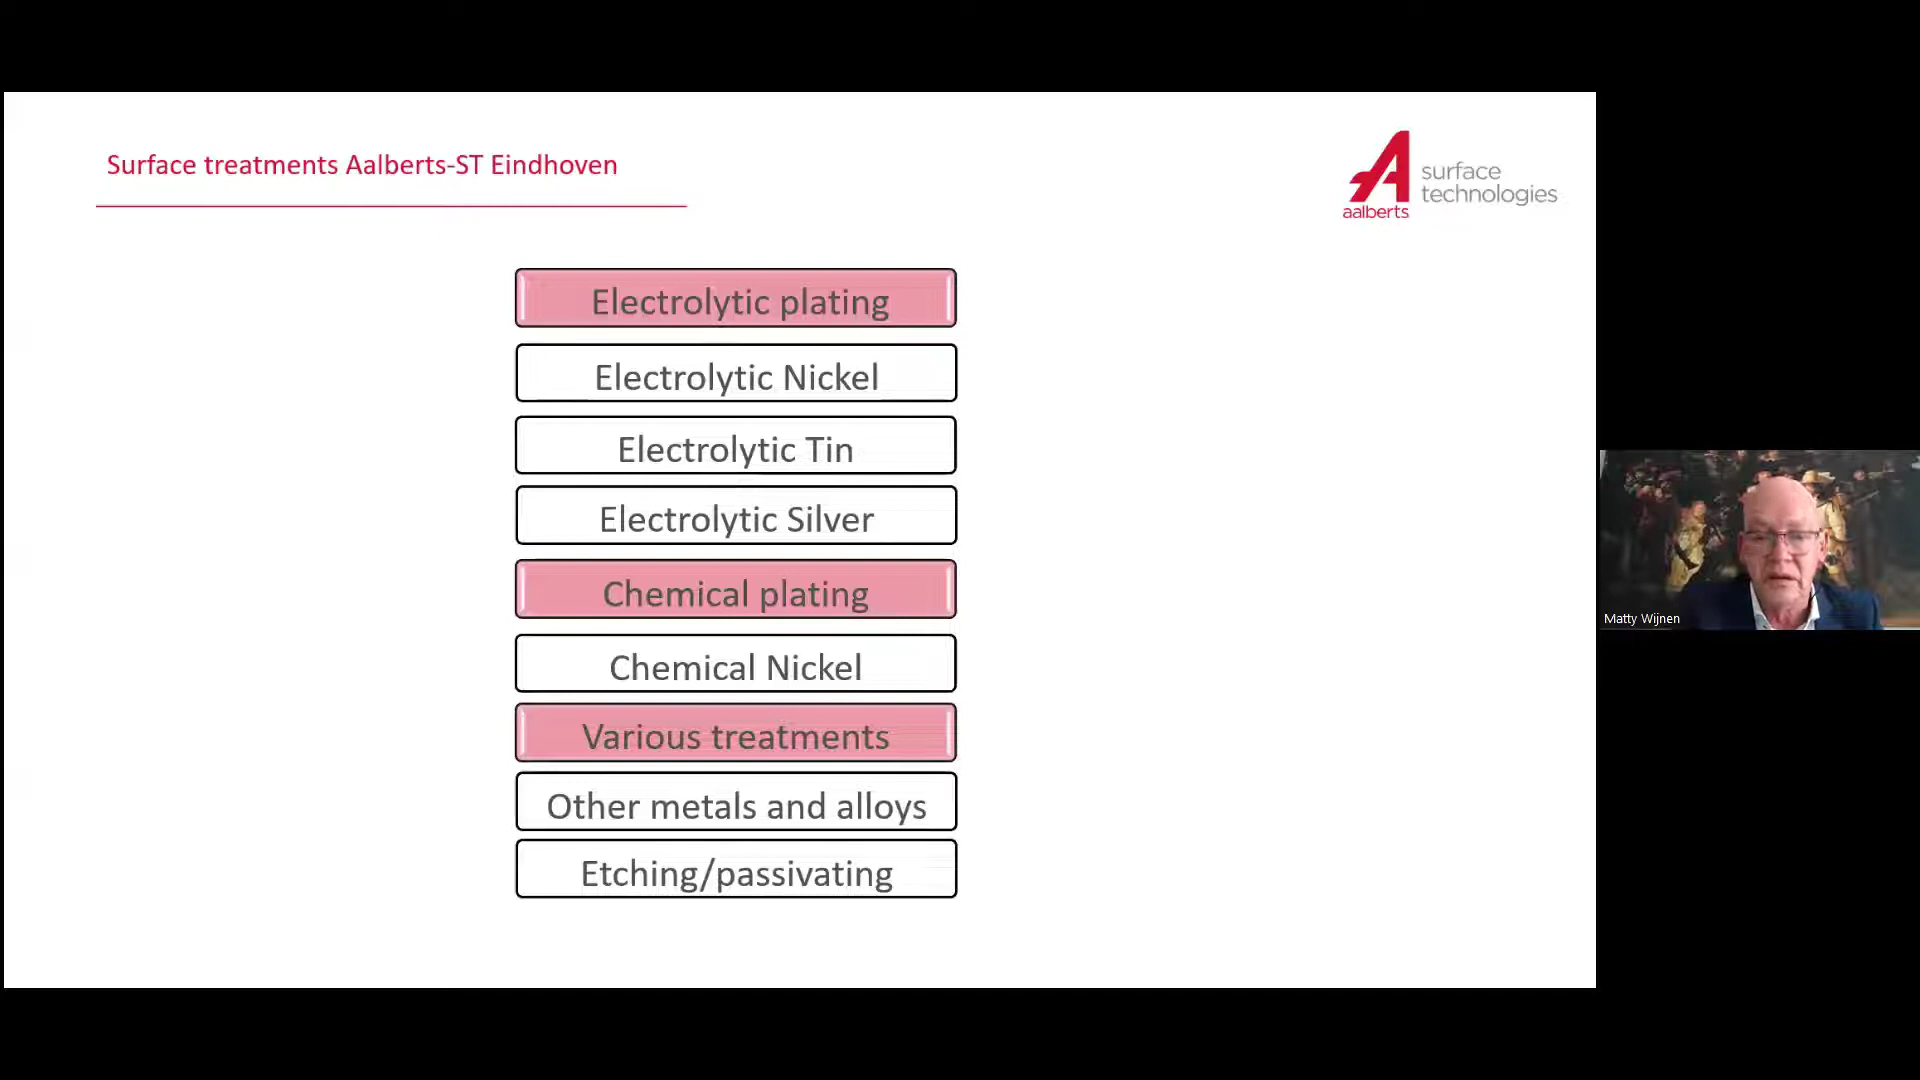 Surface treatments Aalberts-ST Eindhoven
surface
technologies
aalberts
Electrolytic plating
Electrolytic Nickel
Electrolytic Tin
Electrolytic Silver
Chemical plating
Chemical Nickel
Various treatments
Other metals and alloys
Etching/passivating
Matty Wijnen